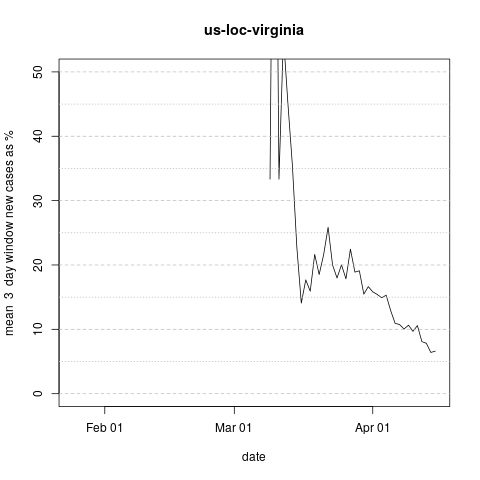 us-loc-virginia
50
40
30
20
10
0
mean  3  day window new cases as %
Feb 01
Mar 01
Apr 01
date